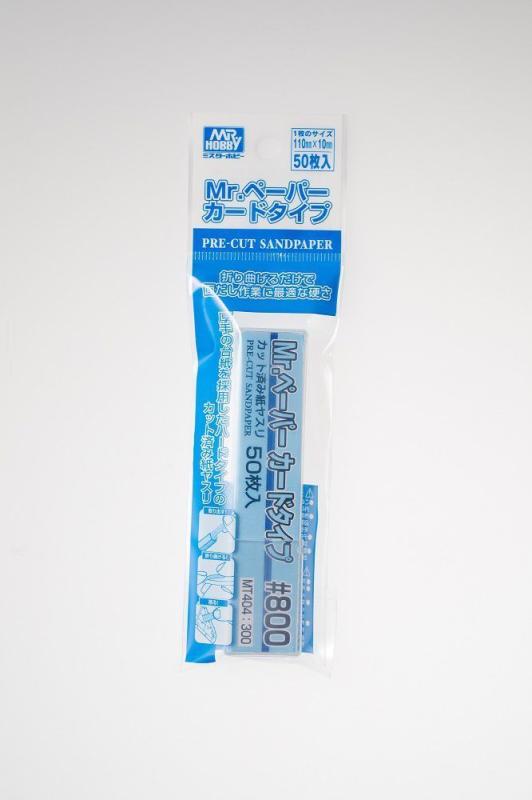 MR
HOBBY
ミスターホビー
1枚のサイズ
110mm×10mm
50枚入
Mr.ペーパー
カードタイプ
PRE-CUT SANDPAPER
折り曲げるだけで
面だし作業に最適な硬さ
厚手の台紙を採用したハードタイプの
カット済み紙ヤスリ
Mr.ペーパー カードタイプ #800
カット済み紙ヤスリ
PRE-CUT SANDPAPER
50枚入
MT404:300